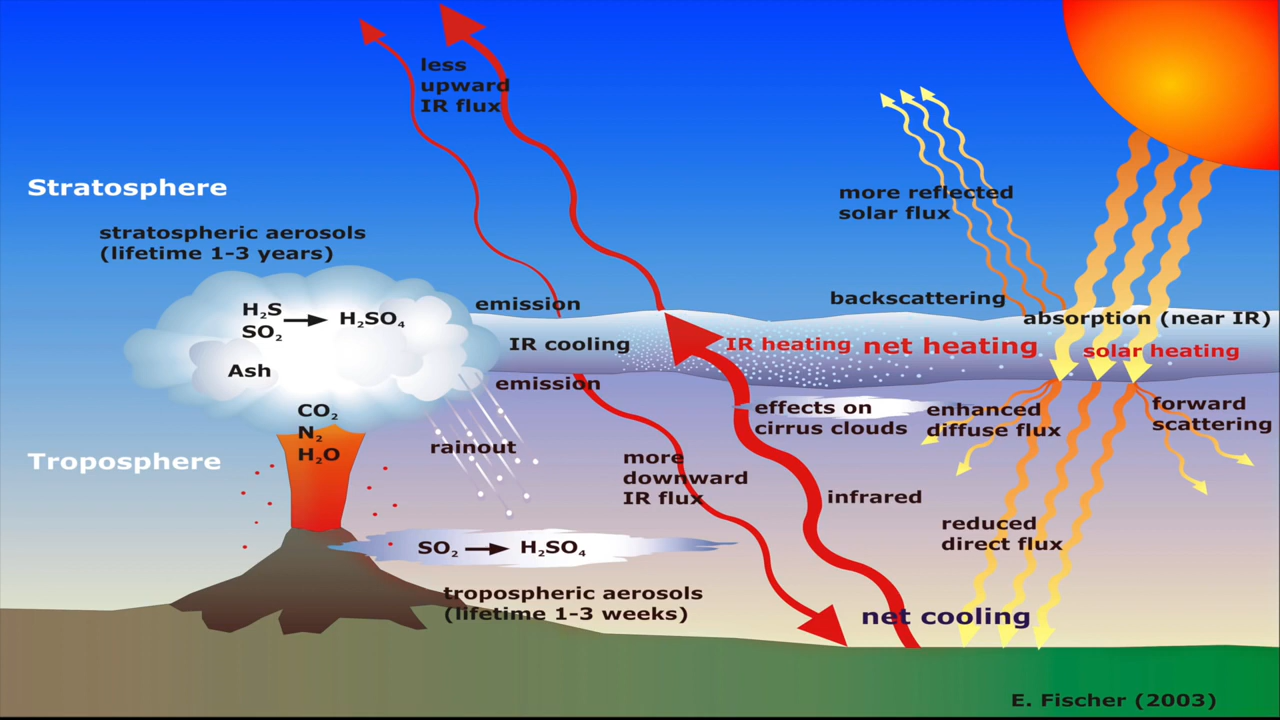 less
upward
IR flux
Stratosphere
more reflected
solar flux
stratospheric aerosols
(lifetime 1-3 years)
emission
backscattering
H₂S
SO₂
H₂SO₄
absorption (near IR)
IR cooling
IR heating
net heating
solar heating
Ash
emission
CO₂
N₂
H₂O
effects on
cirrus clouds
enhanced
diffuse flux
forward
scattering
rainout
Troposphere
more
downward
IR flux
infrared
reduced
direct flux
SO₂
H₂SO₄
tropospheric aerosols
(lifetime 1-3 weeks)
net cooling
E. Fischer (2003)